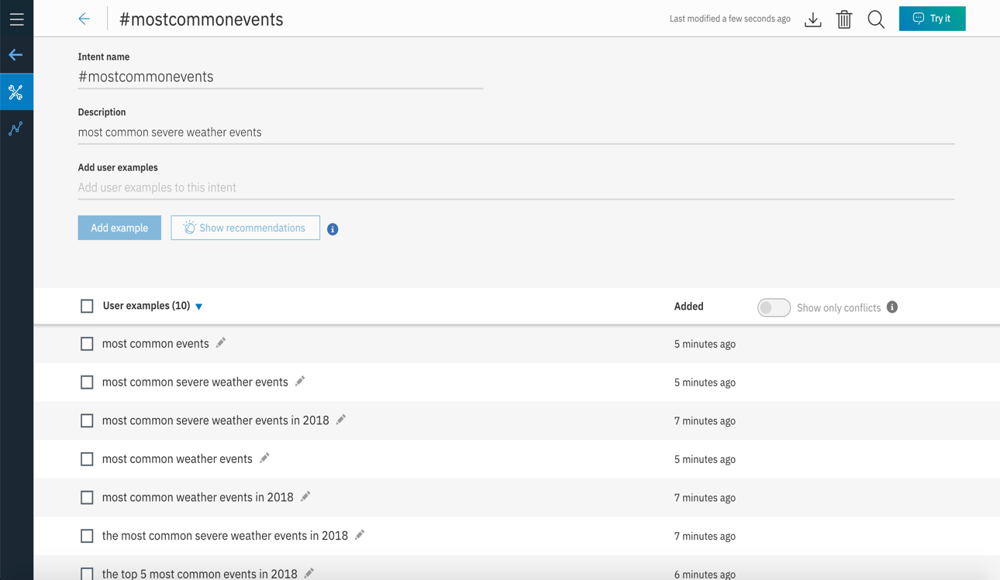 #mostcommonevents
Last modified a few seconds ago
Try it
Intent name
#mostcommonevents
Description
most common severe weather events
Add user examples
Add user examples to this intent
Add example
Show recommendations
User examples (10)
Added
Show only conflicts
most common events
5 minutes ago
most common severe weather events
5 minutes ago
most common severe weather events in 2018
7 minutes ago
most common weather events
5 minutes ago
most common weather events in 2018
7 minutes ago
the most common severe weather events in 2018
7 minutes ago
the top 5 most common events in 2018
6 minutes ago